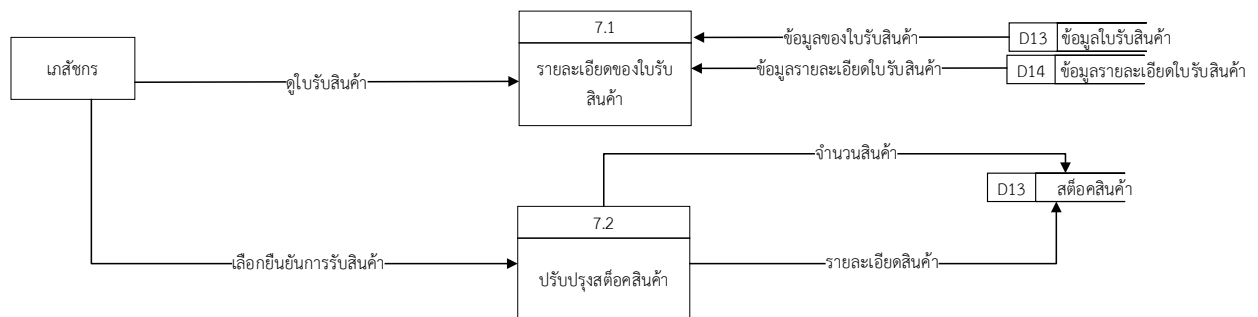 7.1
ข้อมูลของใบรับสินค้า
D13 ข้อมูลใบรับสินค้า
เภสัชกร
ดูใบรับสินค้า
รายละเอียดของใบรับ
สินค้า
ข้อมูลรายละเอียดใบรับสินค้า
D14 ข้อมูลรายละเอียดใบรับสินค้า
จำนวนสินค้า
D13 สต็อคสินค้า
7.2
เลือกยืนยันการรับสินค้า
ปรับปรุงสต็อคสินค้า
รายละเอียดสินค้า